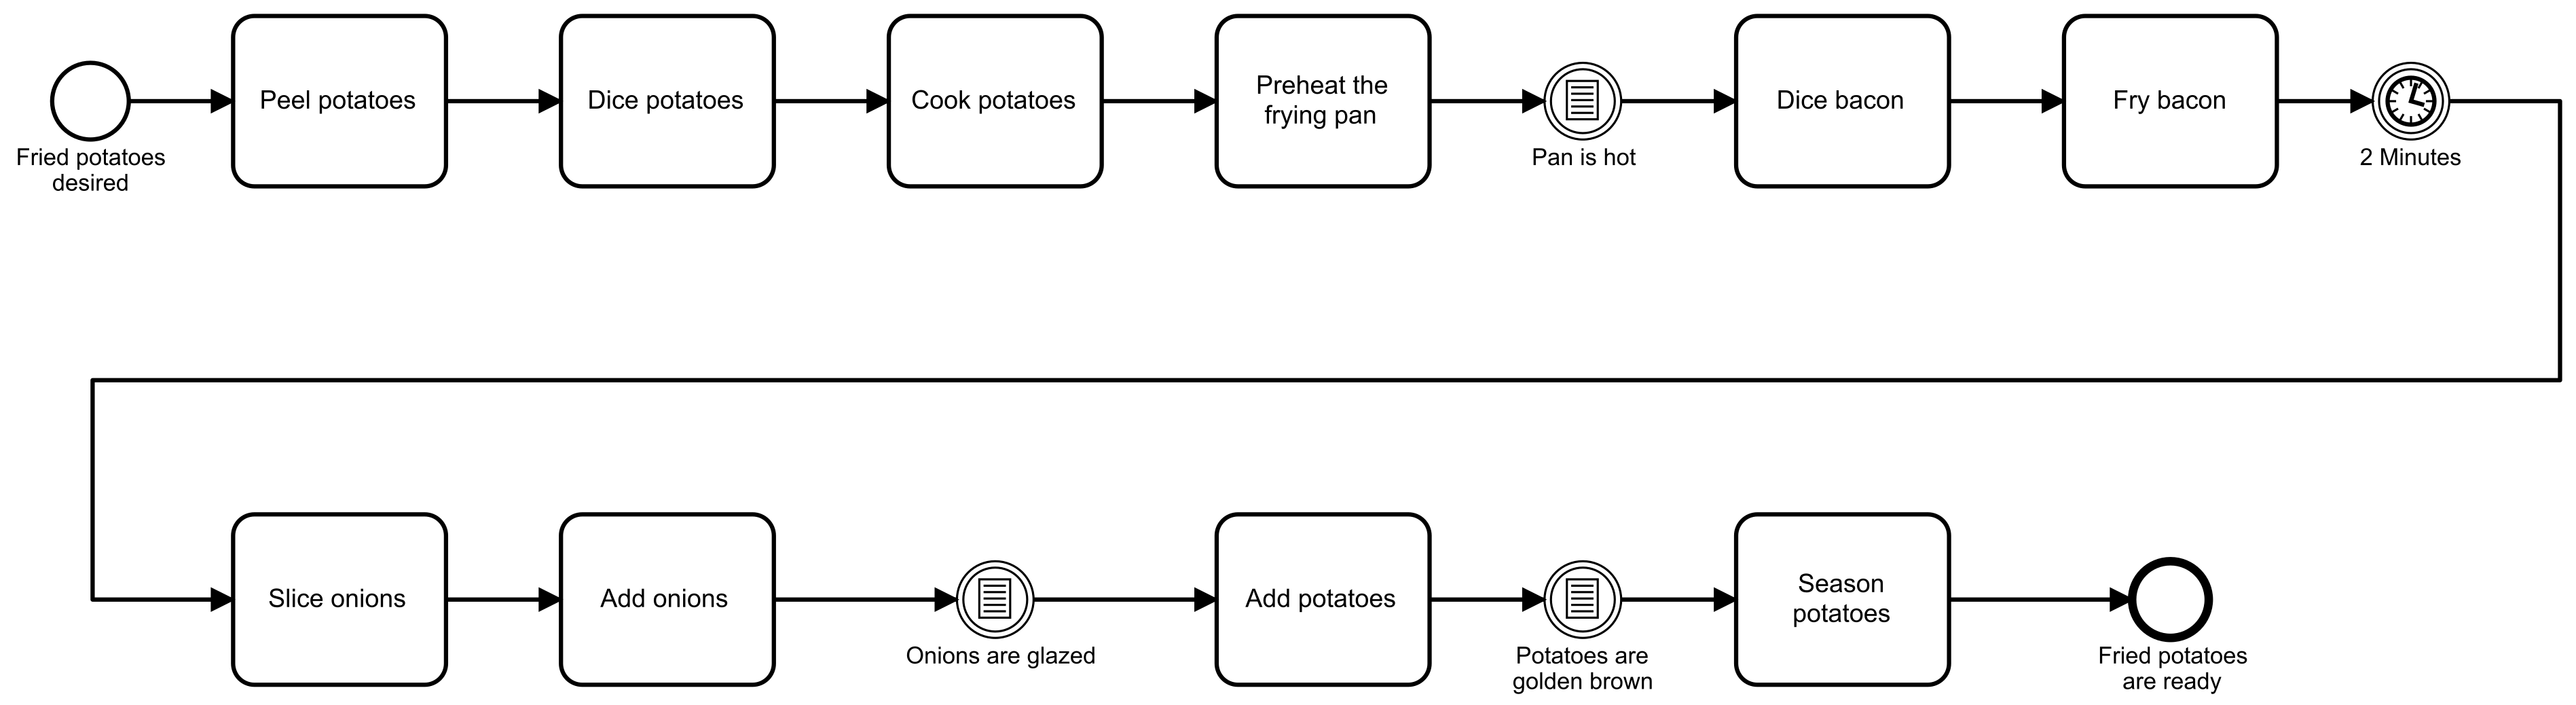 Peel potatoes
Dice potatoes
Cook potatoes
Preheat the
frying pan
Dice bacon
Fry bacon
Fried potatoes
desired
Pan is hot
2 Minutes
Slice onions
Add onions
Add potatoes
Season
potatoes
Onions are glazed
Potatoes are
golden brown
Fried potatoes
are ready